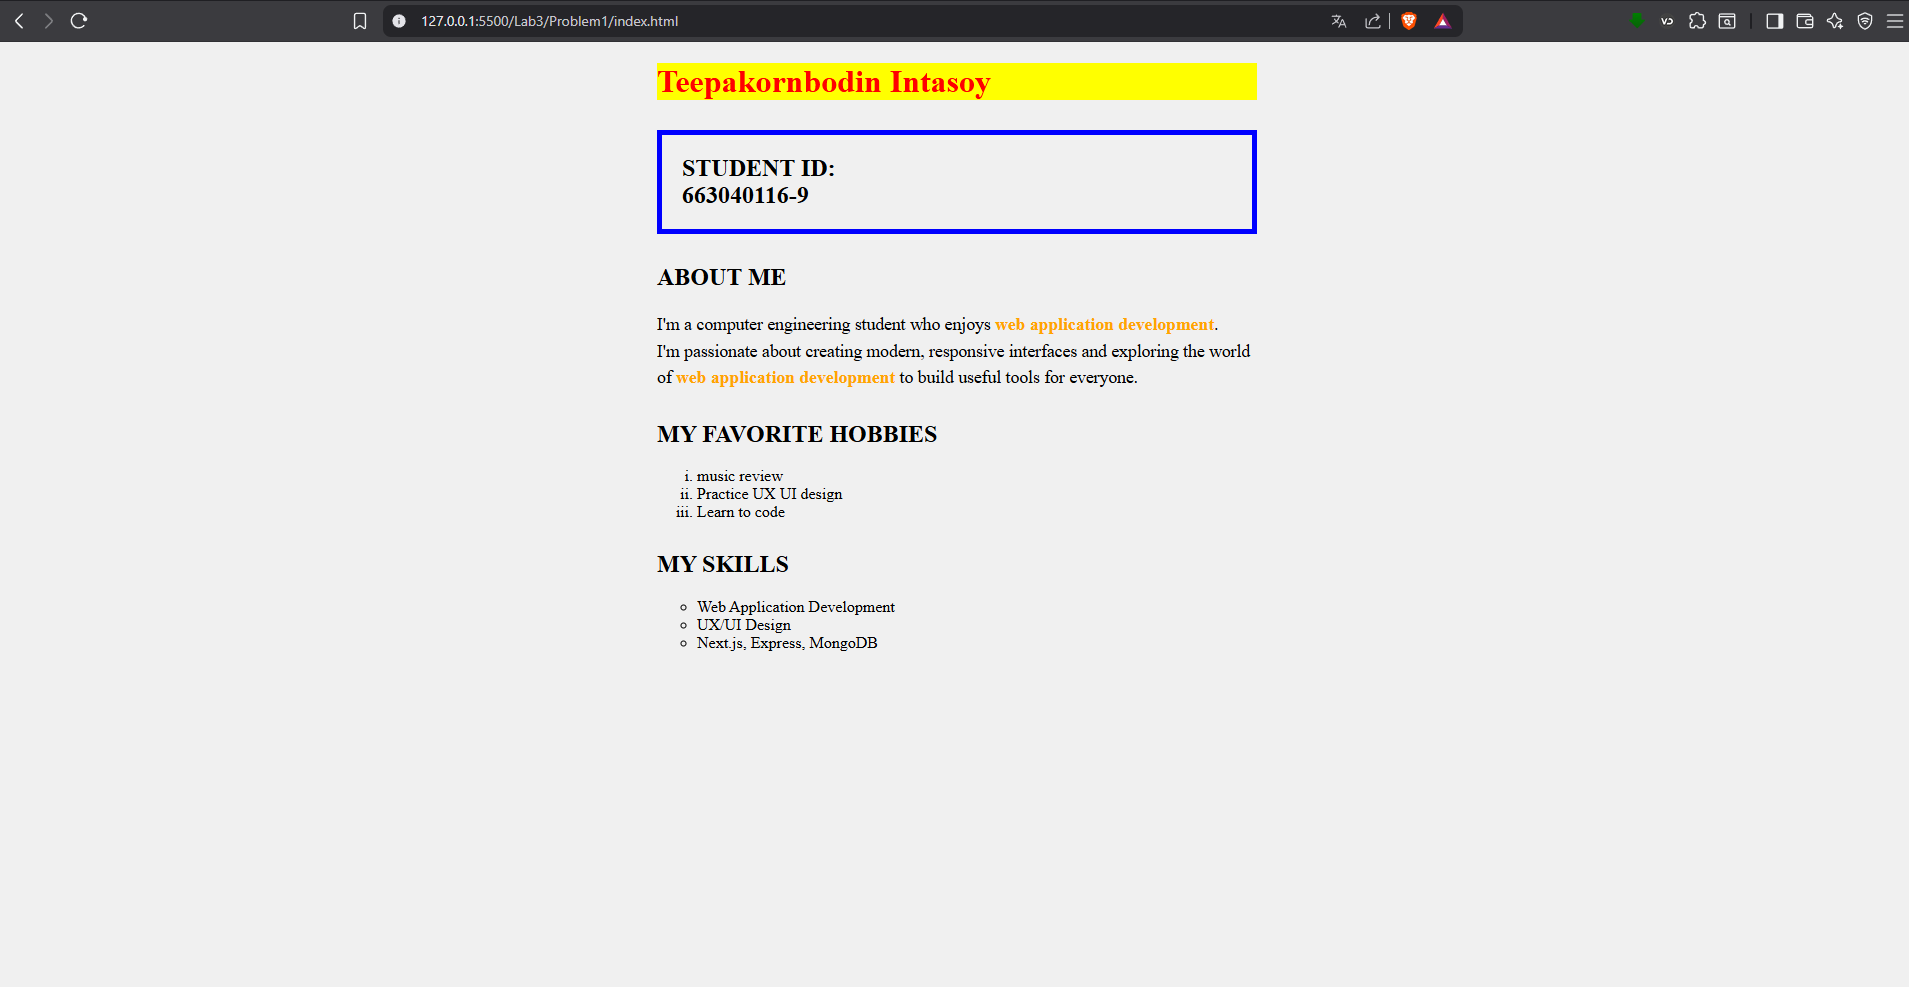 127.0.0.1:5500/Lab3/Problem1/index.html
Teepakornbodin Intasoy
STUDENT ID:
663040116-9
ABOUT ME
I'm a computer engineering student who enjoys web application development.
I'm passionate about creating modern, responsive interfaces and exploring the world
of web application development to build useful tools for everyone.
MY FAVORITE HOBBIES
i. music review
ii. Practice UX UI design
iii. Learn to code
MY SKILLS
Web Application Development
UX/UI Design
Next.js, Express, MongoDB